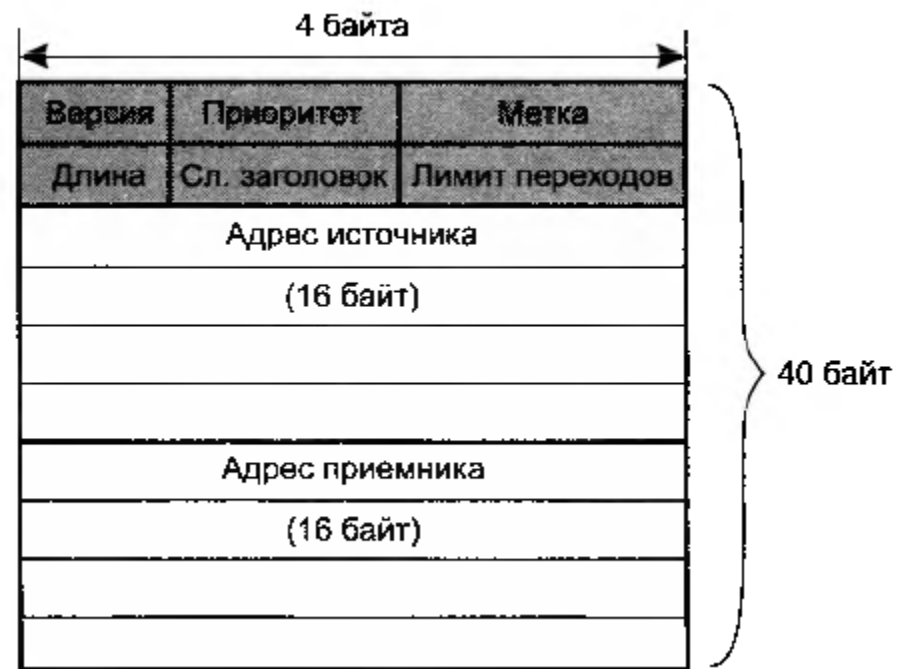 4 байта
Версия Приоритет Метка
Длина Сл. заголовок Лимит переходов
Адрес источника
(16 байт)
40 байт
Адрес приемника
(16 байт)